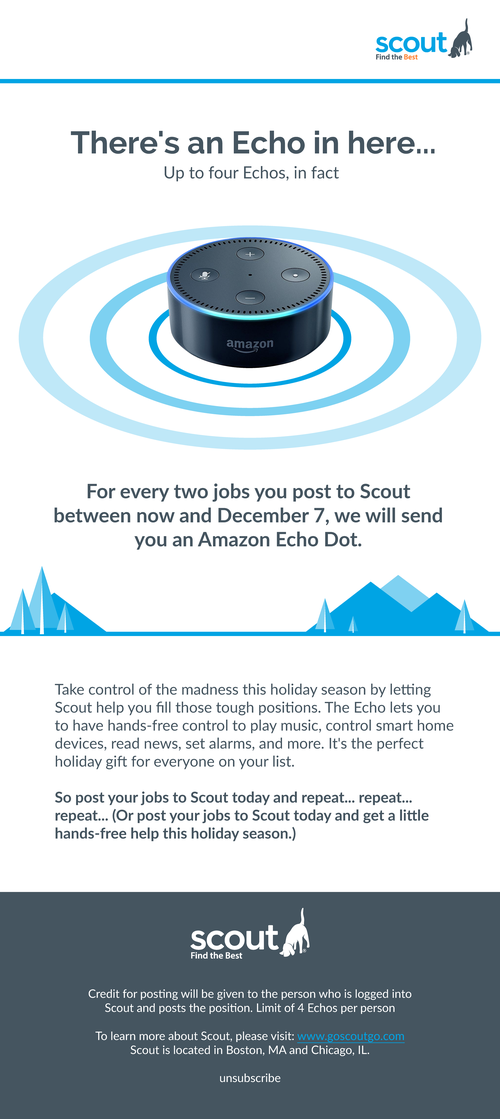 scout
Find the Best
There's an Echo in here...
Up to four Echos, in fact
amazon
For every two jobs you post to Scout
between now and December 7, we will send
you an Amazon Echo Dot.
Take control of the madness this holiday season by letting
Scout help you fill those tough positions. The Echo lets you
to have hands-free control to play music, control smart home
devices, read news, set alarms, and more. It's the perfect
holiday gift for everyone on your list.
So post your jobs to Scout today and repeat... repeat...
repeat... (Or post your jobs to Scout today and get a little
hands-free help this holiday season.)
scout
Find the Best
Credit for posting will be given to the person who is logged into
Scout and posts the position. Limit of 4 Echos per person
To learn more about Scout, please visit: www.goscoutgo.com
Scout is located in Boston, MA and Chicago, IL.
unsubscribe